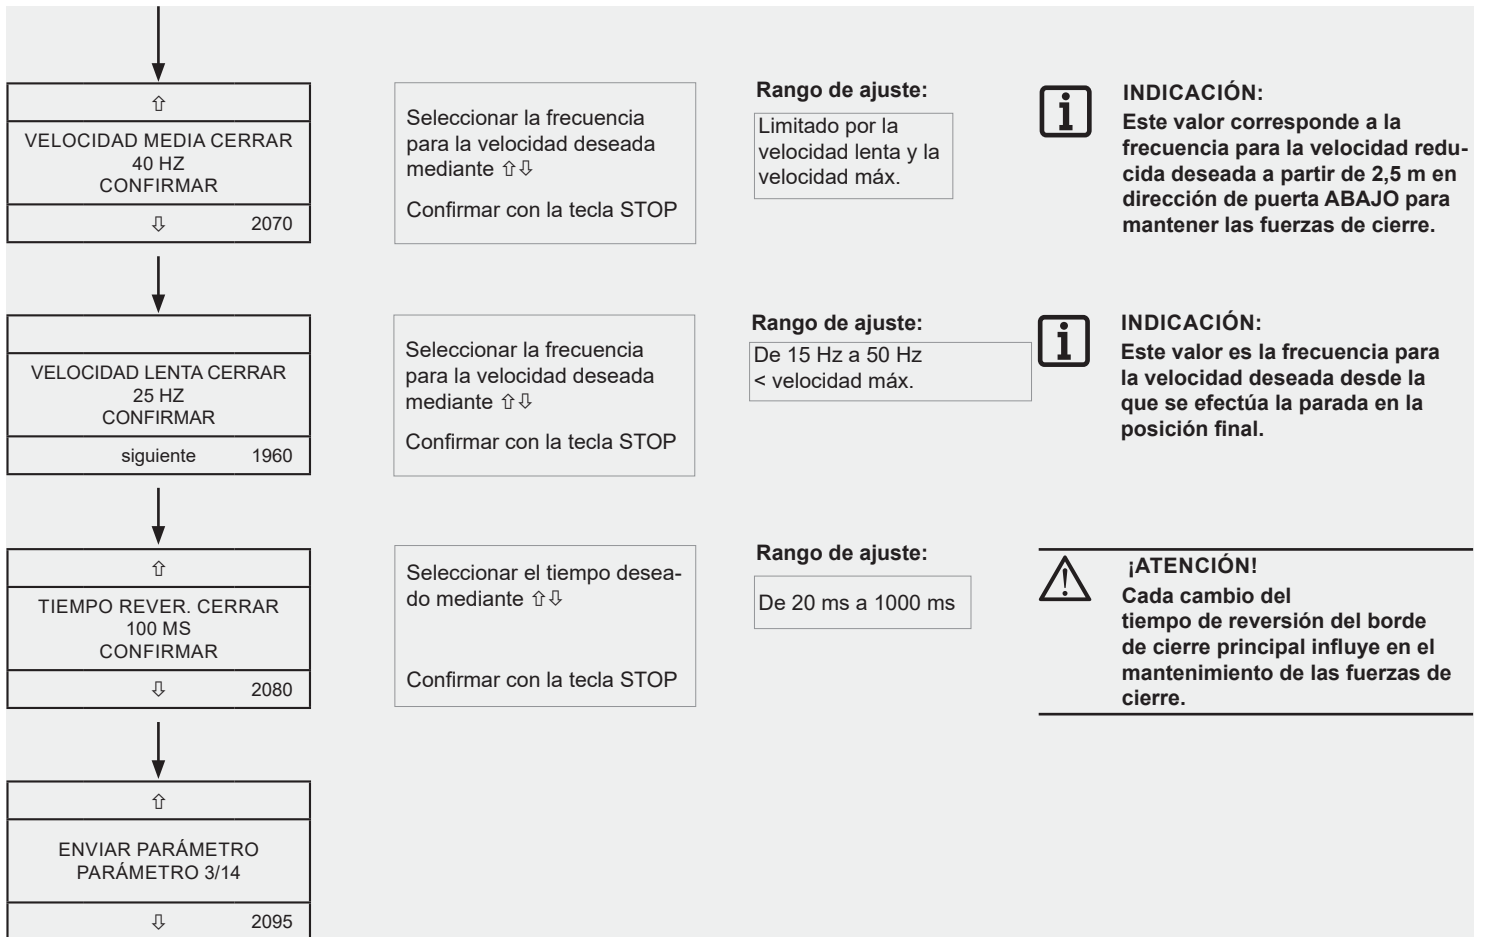 ⇧
VELOCIDAD MEDIA CERRAR
40 HZ
CONFIRMAR
⇩ 2070
Seleccionar la frecuencia
para la velocidad deseada
mediante ⇧⇩
Confirmar con la tecla STOP
Rango de ajuste:
Limitado por la
velocidad lenta y la
velocidad máx.
INDICACIÓN:
Este valor corresponde a la
frecuencia para la velocidad redu-
cida deseada a partir de 2,5 m en
dirección de puerta ABAJO para
mantener las fuerzas de cierre.
VELOCIDAD LENTA CERRAR
25 HZ
CONFIRMAR
siguiente 1960
Seleccionar la frecuencia
para la velocidad deseada
mediante ⇧⇩
Confirmar con la tecla STOP
Rango de ajuste:
De 15 Hz a 50 Hz
< velocidad máx.
INDICACIÓN:
Este valor es la frecuencia para
la velocidad deseada desde la
que se efectúa la parada en la
posición final.
⇧
TIEMPO REVER. CERRAR
100 MS
CONFIRMAR
⇩ 2080
Seleccionar el tiempo desea-
do mediante ⇧⇩
Confirmar con la tecla STOP
Rango de ajuste:
De 20 ms a 1000 ms
¡ATENCIÓN!
Cada cambio del
tiempo de reversión del borde
de cierre principal influye en el
mantenimiento de las fuerzas de
cierre.
⇧
ENVIAR PARÁMETRO
PARÁMETRO 3/14
⇩ 2095